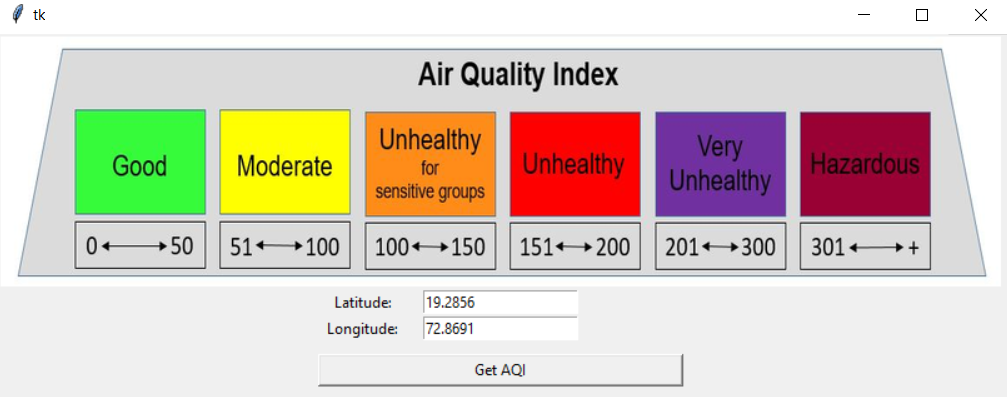 tk
Air Quality Index
Good
Moderate
Unhealthy
for
sensitive groups
Unhealthy
Very
Unhealthy
Hazardous
0 ↔ 50
51 ↔ 100
100 ↔ 150
151 ↔ 200
201 ↔ 300
301 ↔ +
Latitude: 19.2856
Longitude: 72.8691
Get AQI